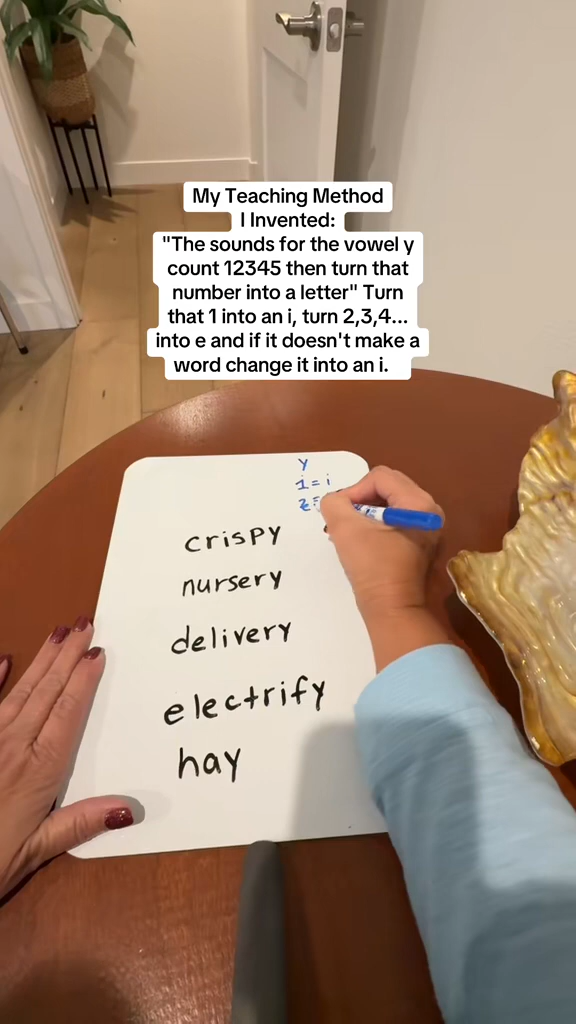 My Teaching Method
I Invented:
"The sounds for the vowel y
count 12345 then turn that
number into a letter" Turn
that 1 into an i, turn 2,3,4...
into e and if it doesn't make a
word change it into an i.
y
1=i
2=
crispy
nursery
delivery
electrify
hay